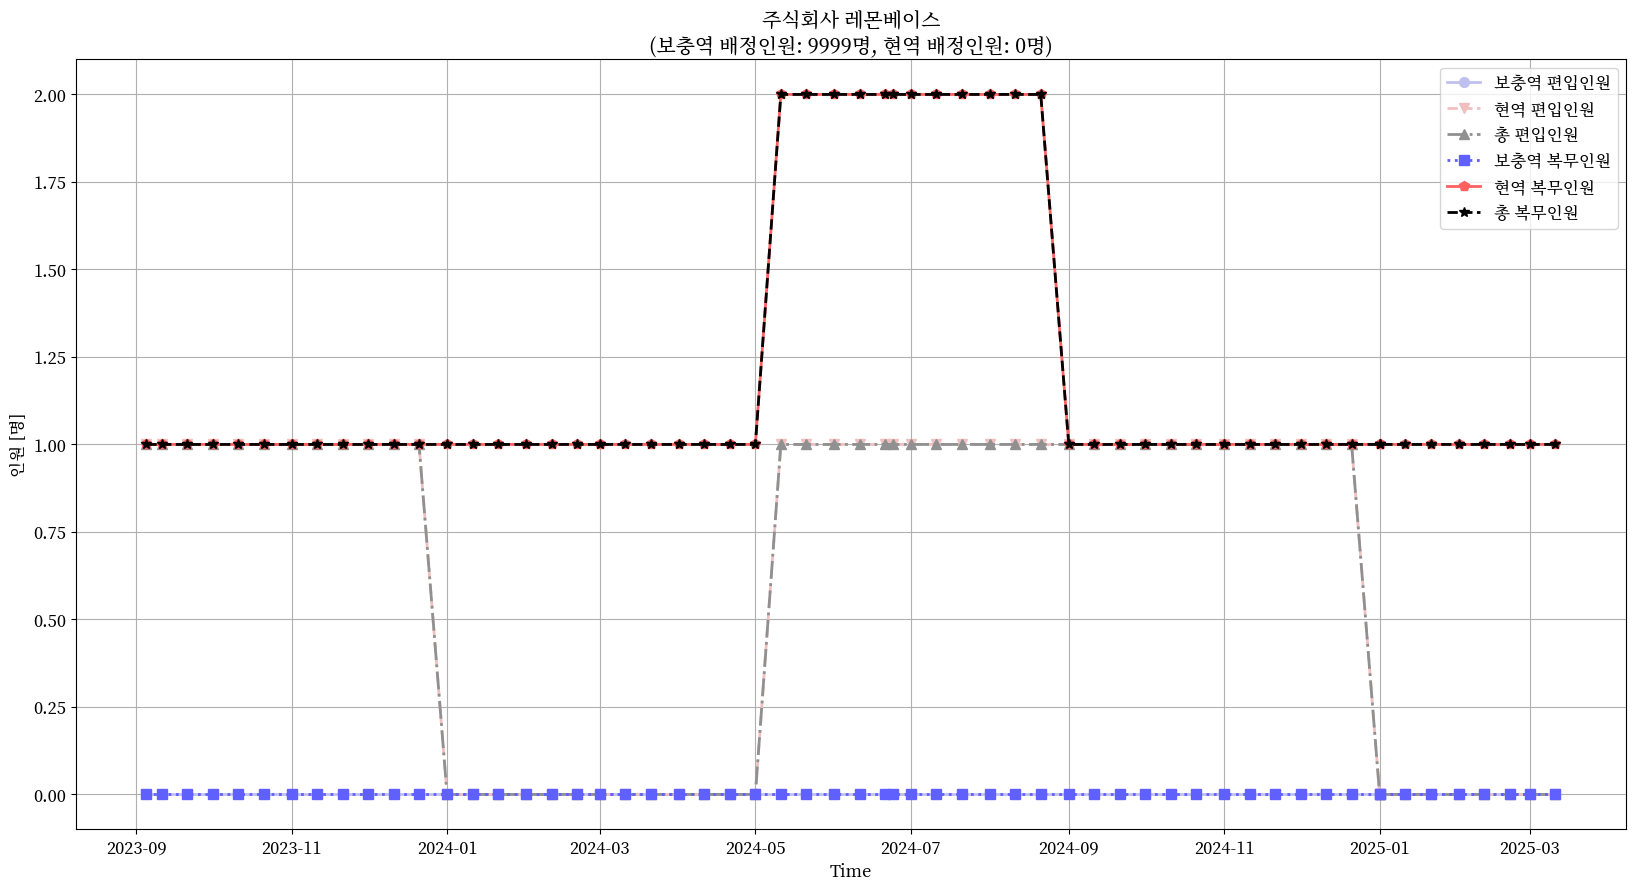 주식회사 레몬베이스
(보충역 배정인원: 9999명, 현역 배정인원: 0명)
보충역 편입인원
현역 편입인원
총 편입인원
보충역 복무인원
현역 복무인원
총 복무인원
인원 [명]
2.00
1.75
1.50
1.25
1.00
0.75
0.50
0.25
0.00
2023-09 2023-11 2024-01 2024-03 2024-05 2024-07 2024-09 2024-11 2025-01 2025-03
Time